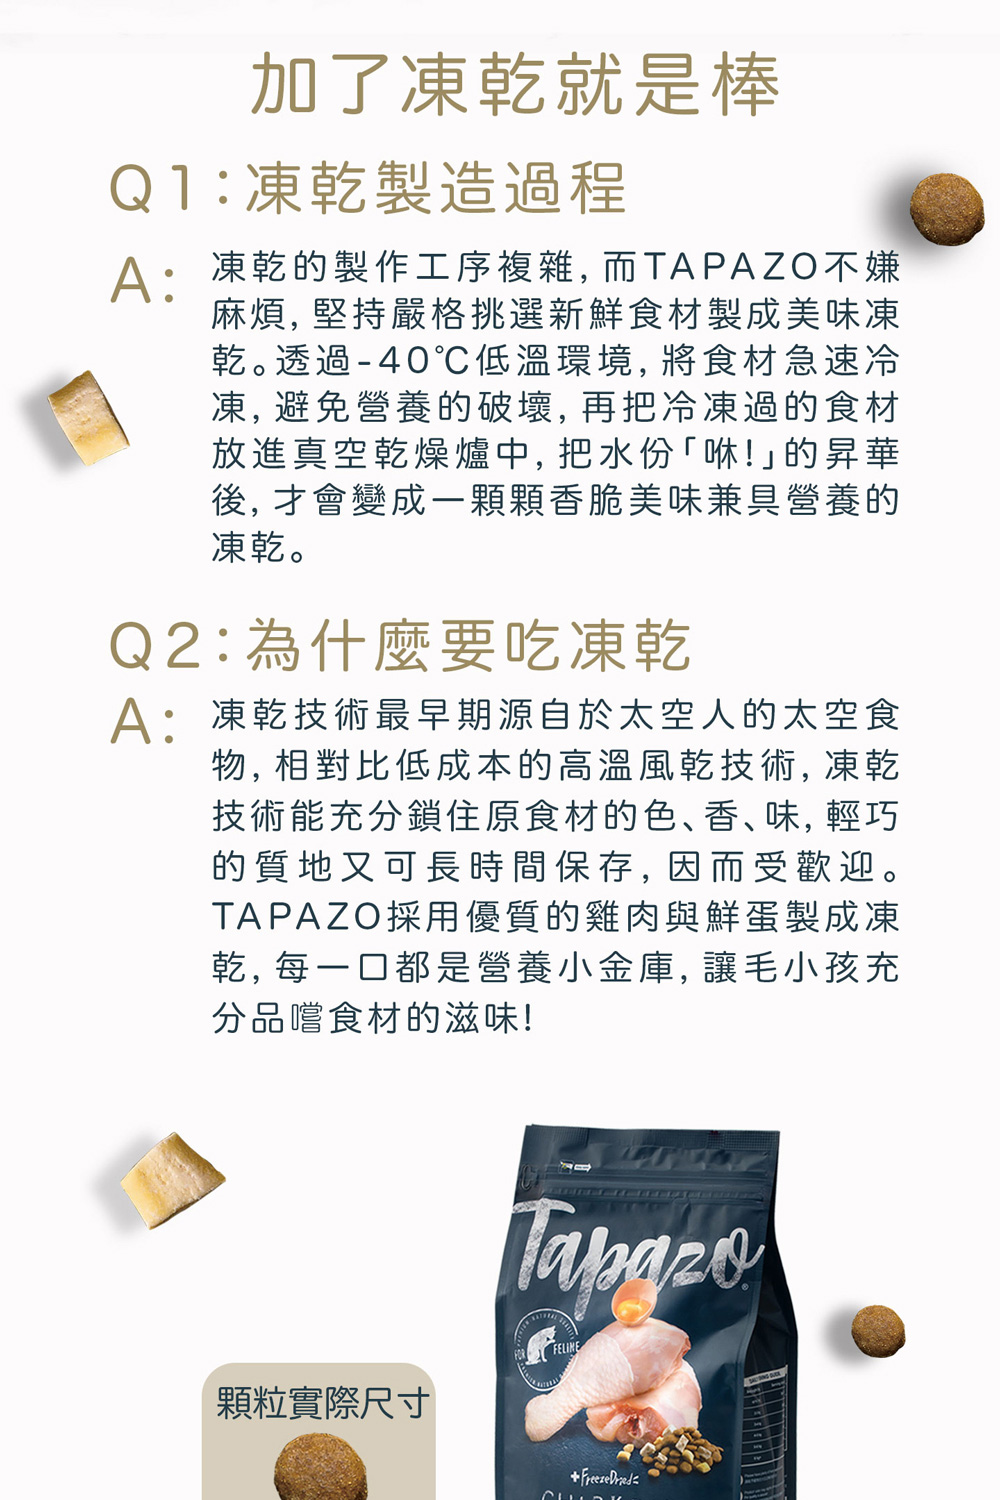 加了凍乾就是棒
Q1:凍乾製造過程
A: 凍乾的製作工序複雜,而TAPAZO不嫌
麻煩,堅持嚴格挑選新鮮食材製成美味凍
乾。透過-40℃低溫環境,將食材急速冷
凍,避免營養的破壞,再把冷凍過的食材
放進真空乾燥爐中,把水份「咻!」的昇華
後,才會變成一顆顆香脆美味兼具營養的
凍乾。
Q2:為什麼要吃凍乾
A: 凍乾技術最早期源自於太空人的太空食
物,相對比低成本的高溫風乾技術,凍乾
技術能充分鎖住原食材的色、香、味,輕巧
的質地又可長時間保存,因而受歡迎。
TAPAZO採用優質的雞肉與鮮蛋製成凍
乾,每一口都是營養小金庫,讓毛小孩充
分品嚐食材的滋味!
Tapazo®
FOR FELINE
+FreezeDried
顆粒實際尺寸